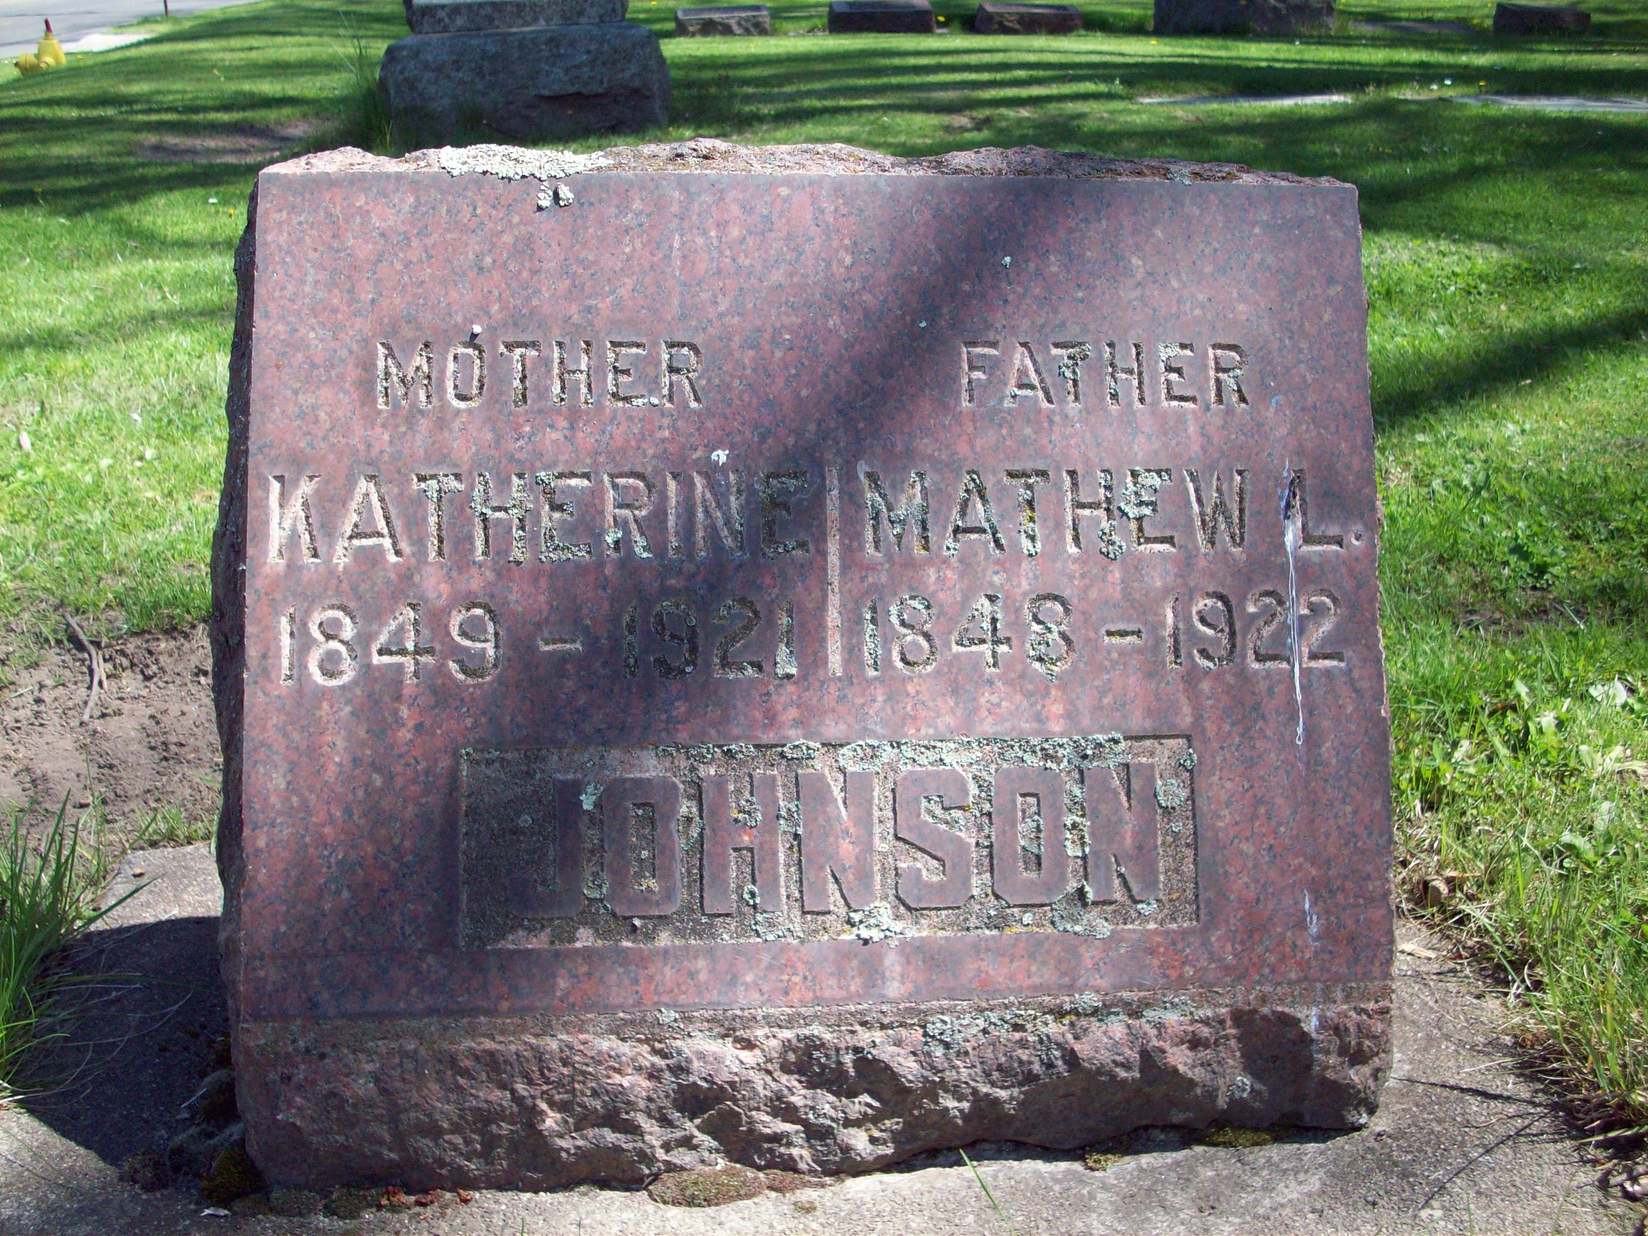 MOTHER
KATHERINE
1849 - 1921
FATHER
MATHEW L.
1848 - 1922
JOHNSON